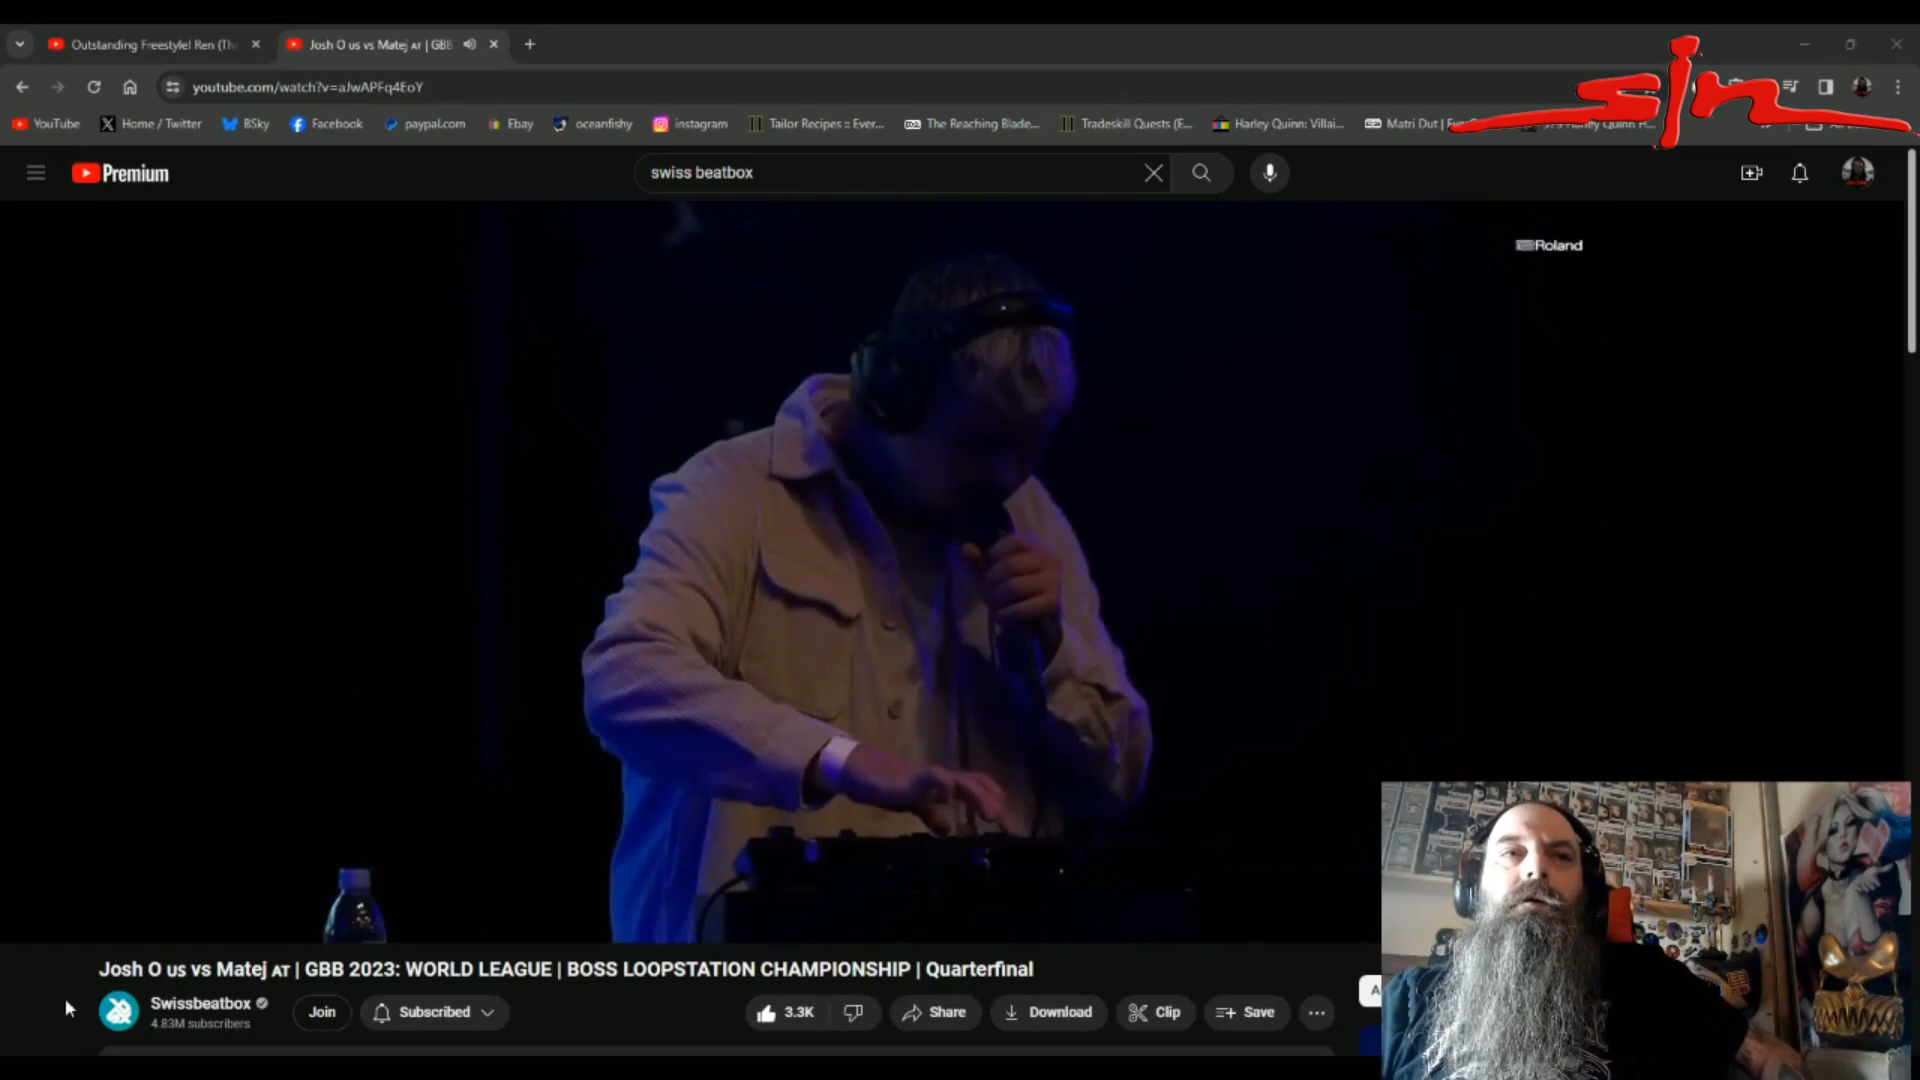 Outstanding Freestyle! Ren (Th
Josh O us vs Matej AT | GBB
youtube.com/watch?v=aJwAPFq4EoY
sin
YouTube
Home / Twitter
BSky
Facebook
paypal.com
Ebay
oceanfishy
instagram
Tailor Recipes :: Ever...
The Reaching Blade...
Tradeskill Quests (E...
Harley Quinn: Villai...
Matri Dut |
Premium
swiss beatbox
Roland
Josh O US vs Matej AT | GBB 2023: WORLD LEAGUE | BOSS LOOPSTATION CHAMPIONSHIP | Quarterfinal
Swissbeatbox
4.83M subscribers
Join
Subscribed
3.3K
Share
Download
Clip
Save
...
A